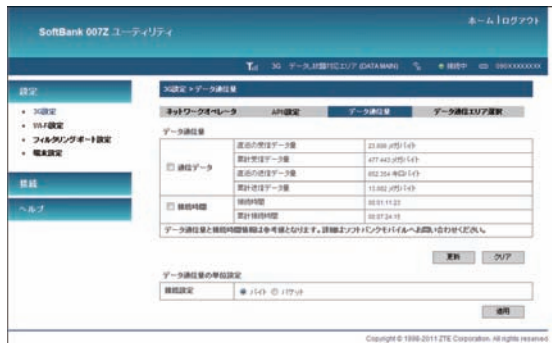 ホーム | ログアウト
SoftBank 007Z ユーティリティ
3G データ/試験TECエリア (DATA MAIN) 接続中 090XXXXXXXX
設定
3G設定 > データ通信量
3G設定
Wi-Fi設定
フィルタリングポート設定
端末設定
接続
ヘルプ
ネットワークオペレータ APN設定 データ通信量 データ通信エリア選択
データ通信量
通信データ
直近の受信データ量 メガバイト
累計受信データ量 477.443 メガバイト
直近の送信データ量 852.354 キロバイト
累計送信データ量 メガバイト
接続時間
接続時間 00:01:11:23
累計接続時間 00:07:24:15
データ通信量と接続時間情報は参考値となります。詳細はソフトバンクモバイルへお問い合わせください。
更新 クリア
データ通信量の単位設定
接続設定 バイト パケット
適用
Copyright © 1998-2011 ZTE Corporation. All rights reserved